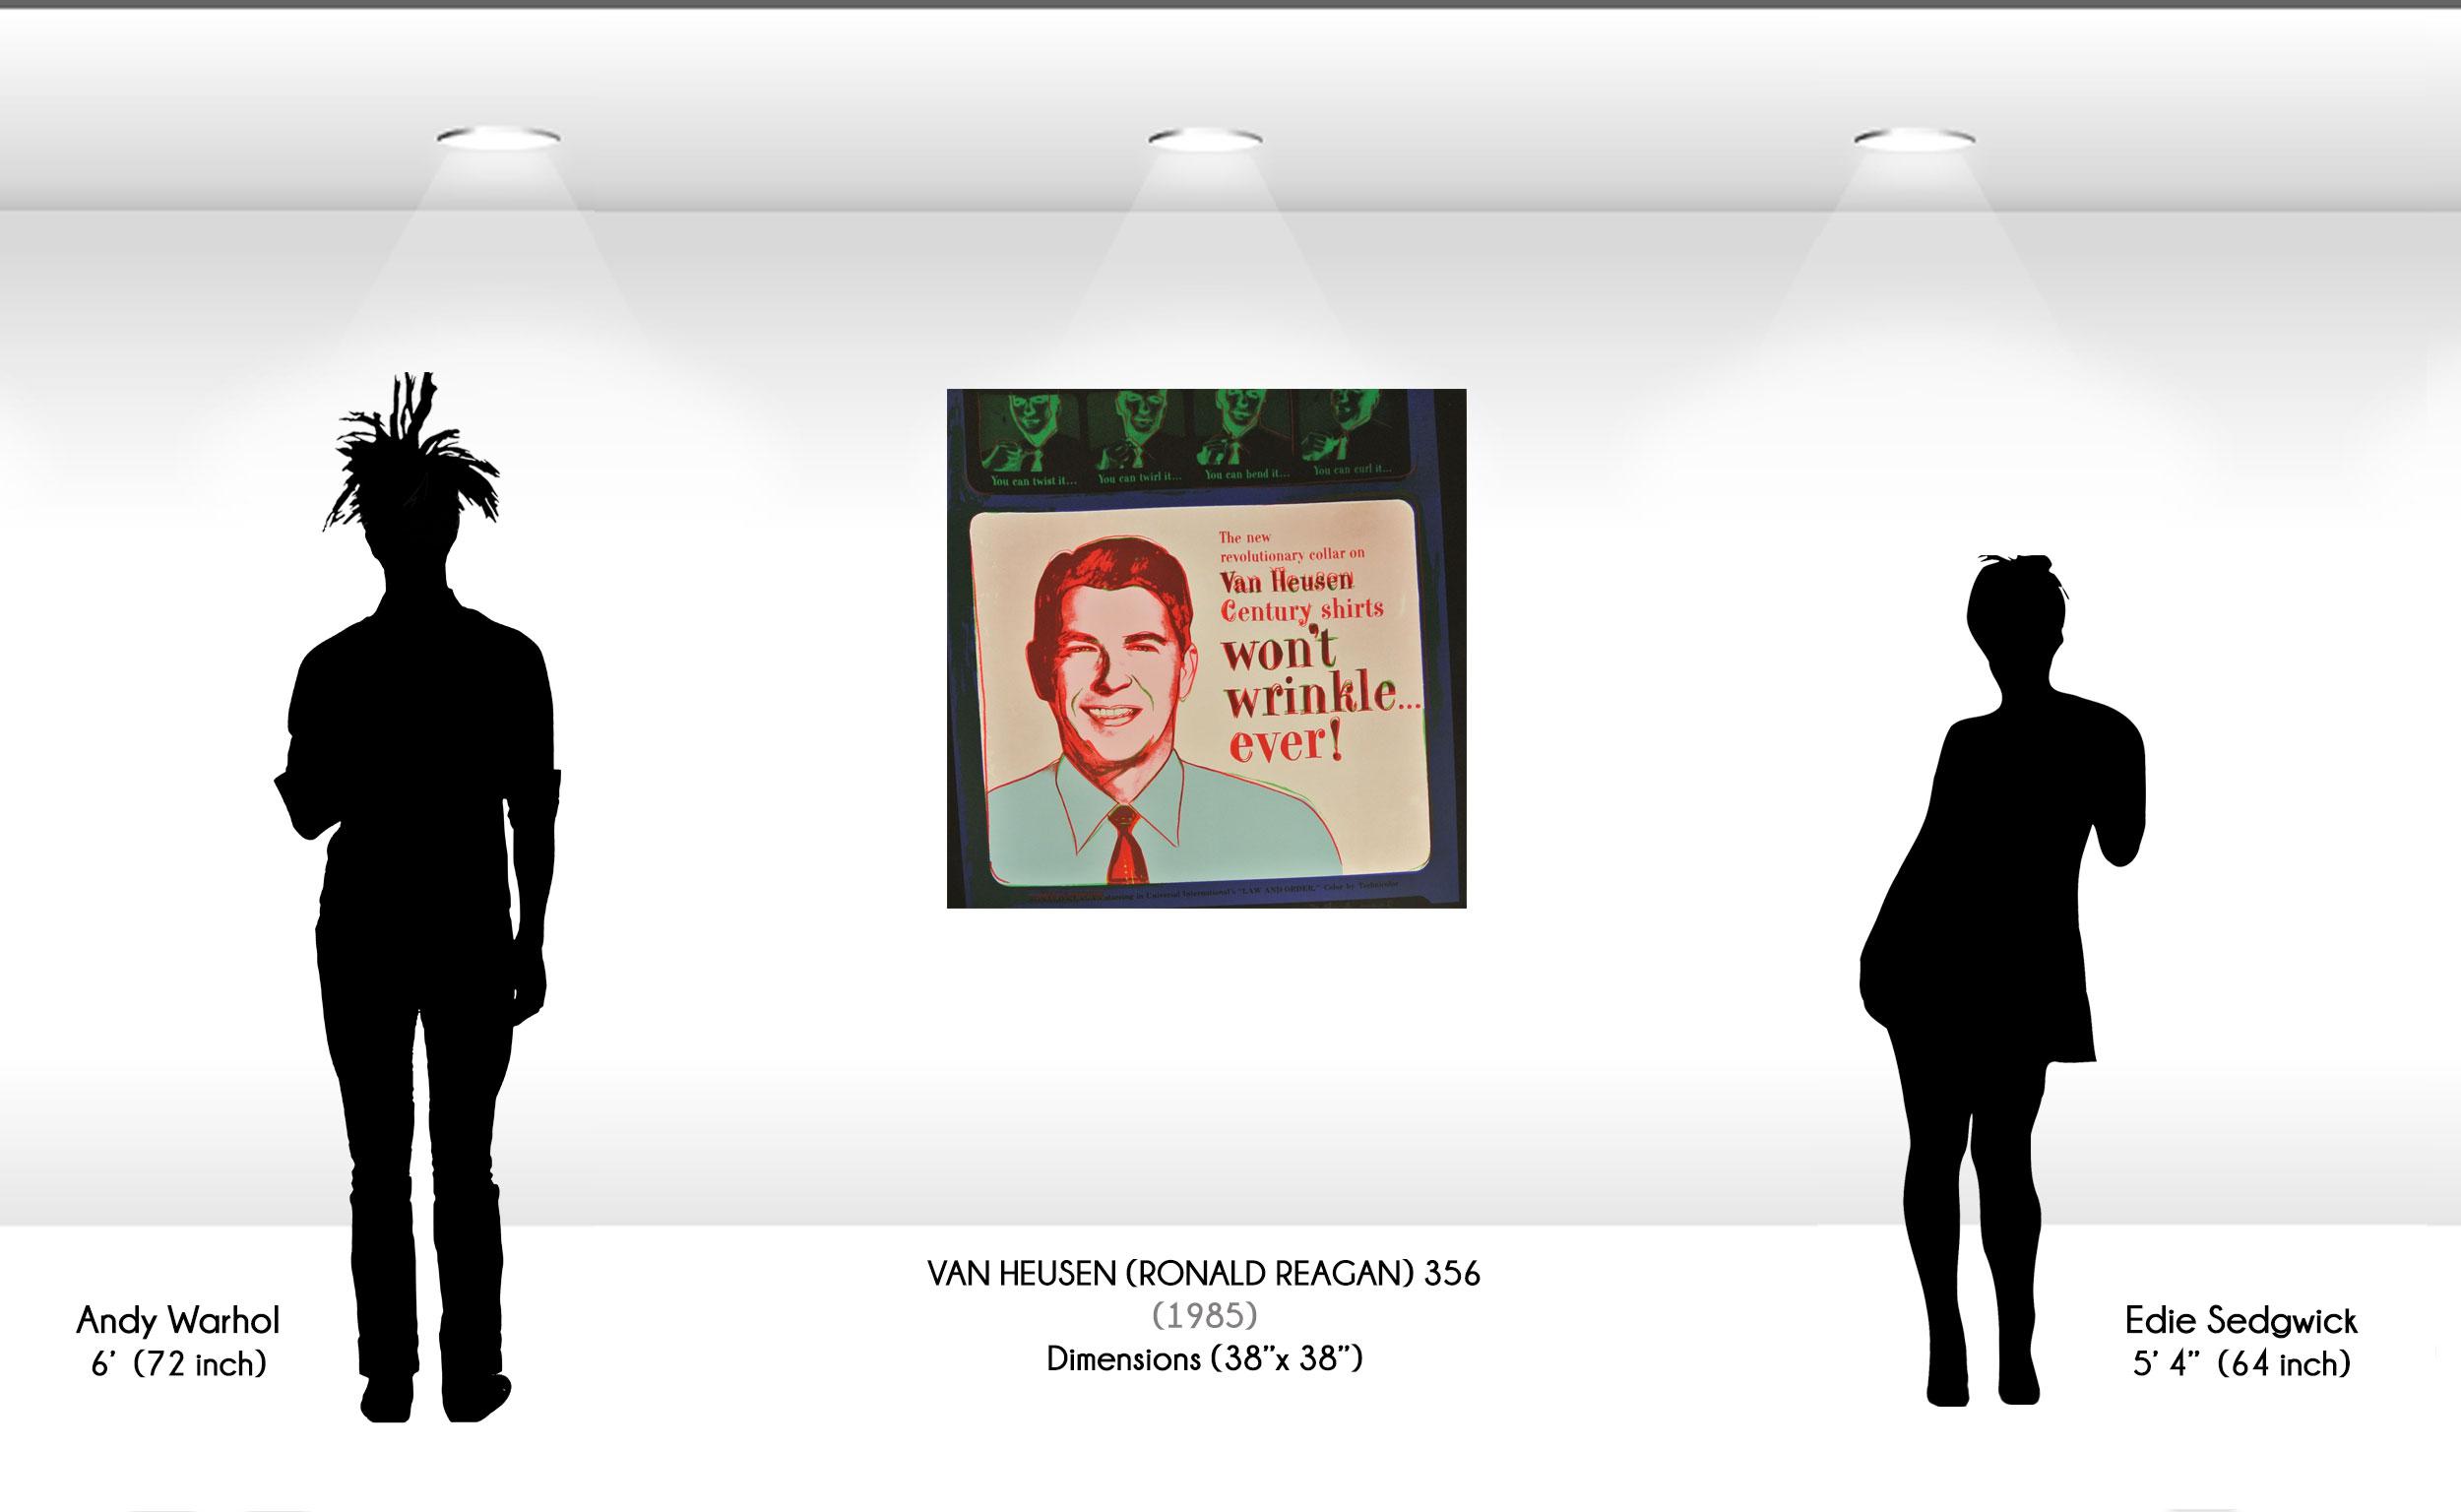 You can twist it...
You can twirl it...
You can bend it...
You can curl it...
The new
revolutionary collar on
Van Heusen
Century shirts
won't
wrinkle...
ever!
in Universal International's "LAW AND ORDER," Color by Technicolor
VAN HEUSEN (RONALD REAGAN) 356
(1985)
Dimensions (38”x 38”)
Andy Warhol
6’ (72 inch)
Edie Sedgwick
5’ 4” (64 inch)